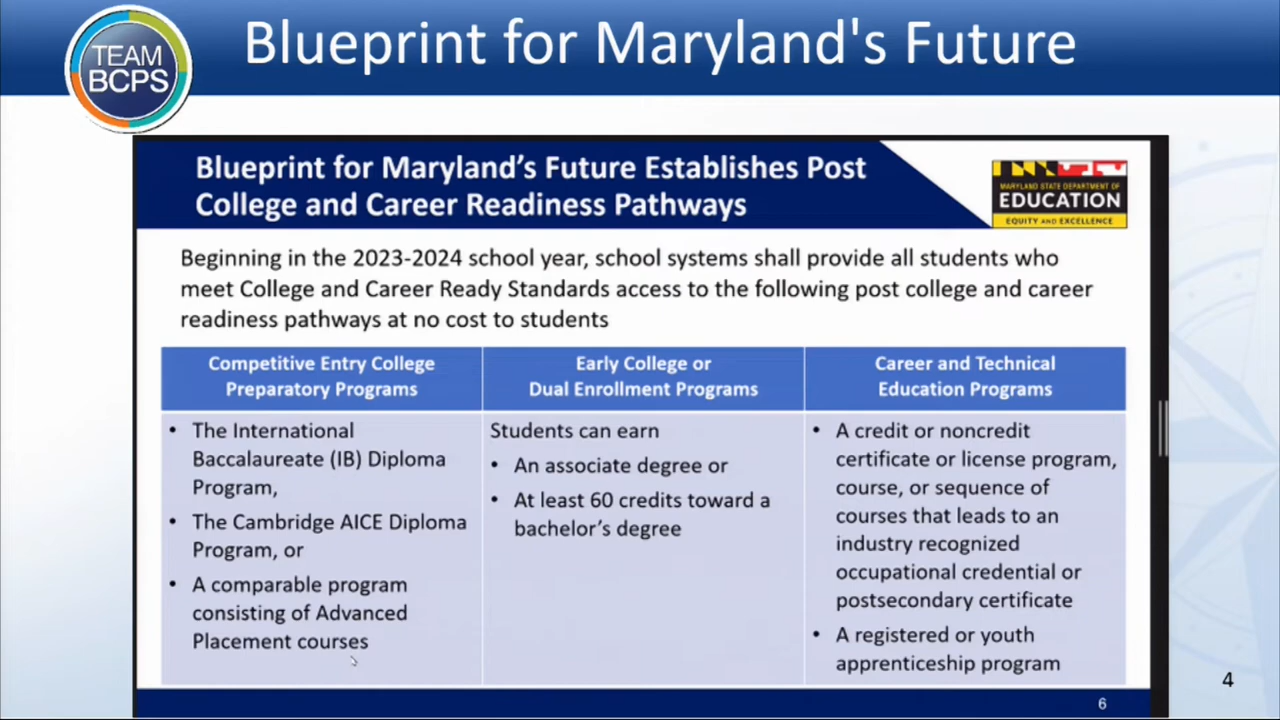 Blueprint for Maryland's Future
TEAM
BCPS
Blueprint for Maryland's Future Establishes Post
College and Career Readiness Pathways
MARYLAND STATE DEPARTMENT OF
EDUCATION
EQUITY AND EXCELLENCE
Beginning in the 2023-2024 school year, school systems shall provide all students who
meet College and Career Ready Standards access to the following post college and career
readiness pathways at no cost to students
Competitive Entry College
Preparatory Programs
• The International
Baccalaureate (IB) Diploma
Program,
• The Cambridge AICE Diploma
Program, or
• A comparable program
consisting of Advanced
Placement courses
Early College or
Dual Enrollment Programs
Students can earn
• An associate degree or
• At least 60 credits toward a
bachelor's degree
Career and Technical
Education Programs
• A credit or noncredit
certificate or license program,
course, or sequence of
courses that leads to an
industry recognized
occupational credential or
postsecondary certificate
• A registered or youth
apprenticeship program
6
4